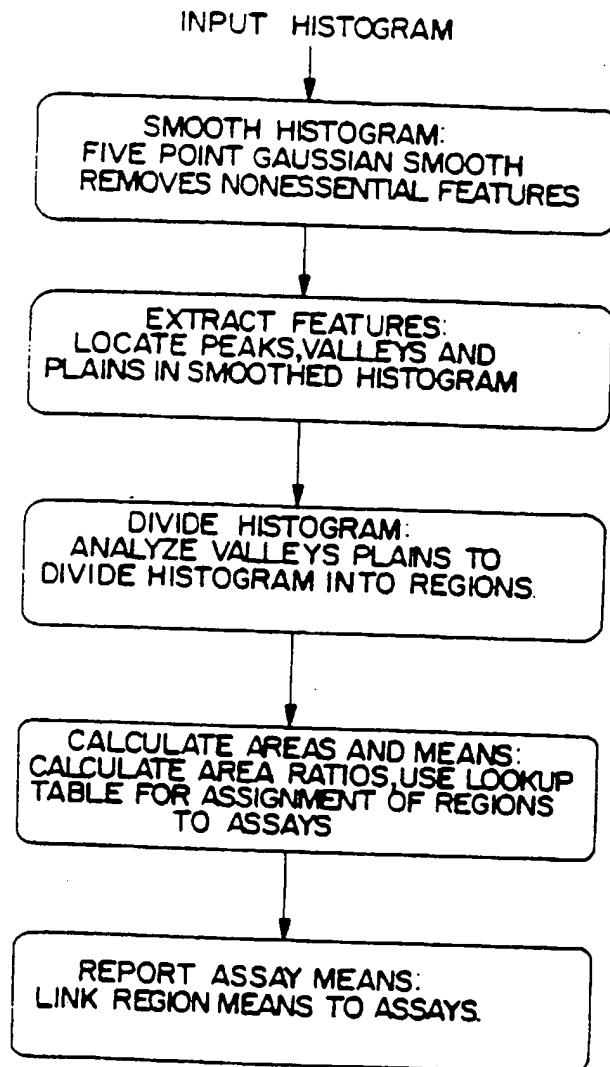 INPUT HISTOGRAM
SMOOTH HISTOGRAM:
FIVE POINT GAUSSIAN SMOOTH
REMOVES NONESSENTIAL FEATURES
EXTRACT FEATURES:
LOCATE PEAKS, VALLEYS AND
PLAINS IN SMOOTHED HISTOGRAM
DIVIDE HISTOGRAM:
ANALYZE VALLEYS PLAINS TO
DIVIDE HISTOGRAM INTO REGIONS.
CALCULATE AREAS AND MEANS:
CALCULATE AREA RATIOS, USE LOOKUP
TABLE FOR ASSIGNMENT OF REGIONS
TO ASSAYS
REPORT ASSAY MEANS:
LINK REGION MEANS TO ASSAYS.